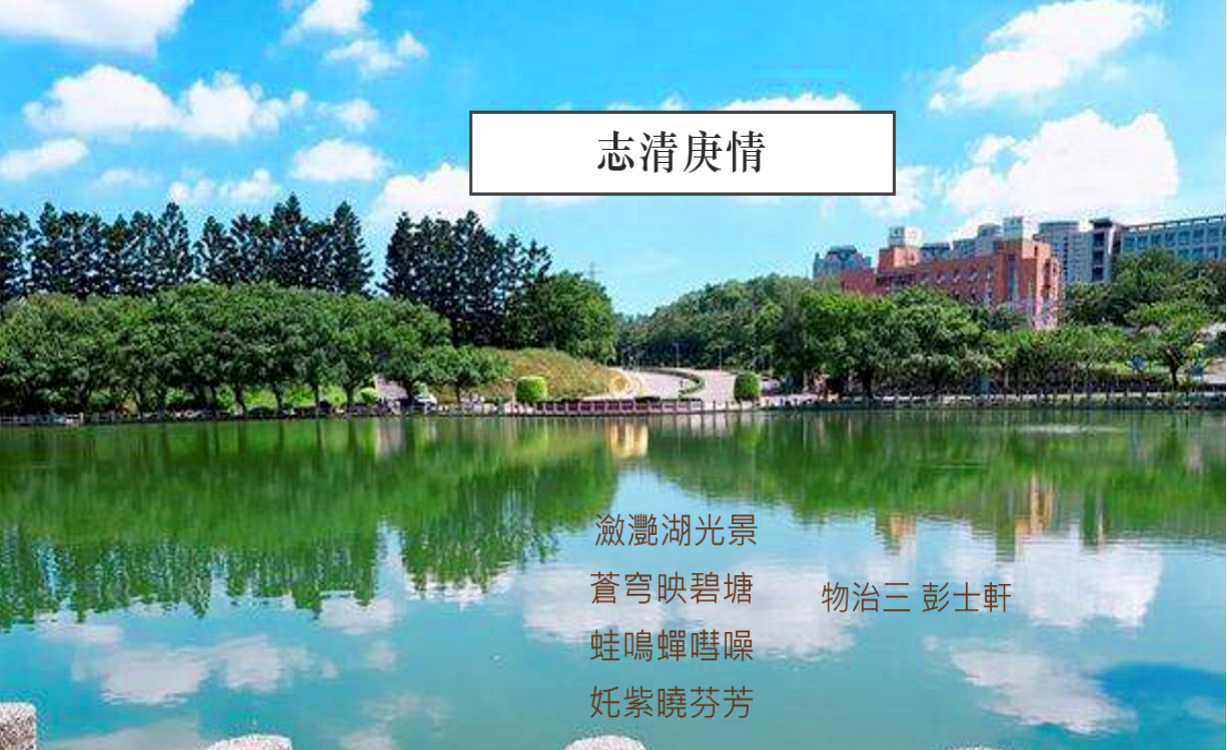 志清庚情
瀲灩湖光景
蒼穹映碧塘
蛙鳴蟬嘒噪
奼紫曉芬芳
物治三 彭士軒